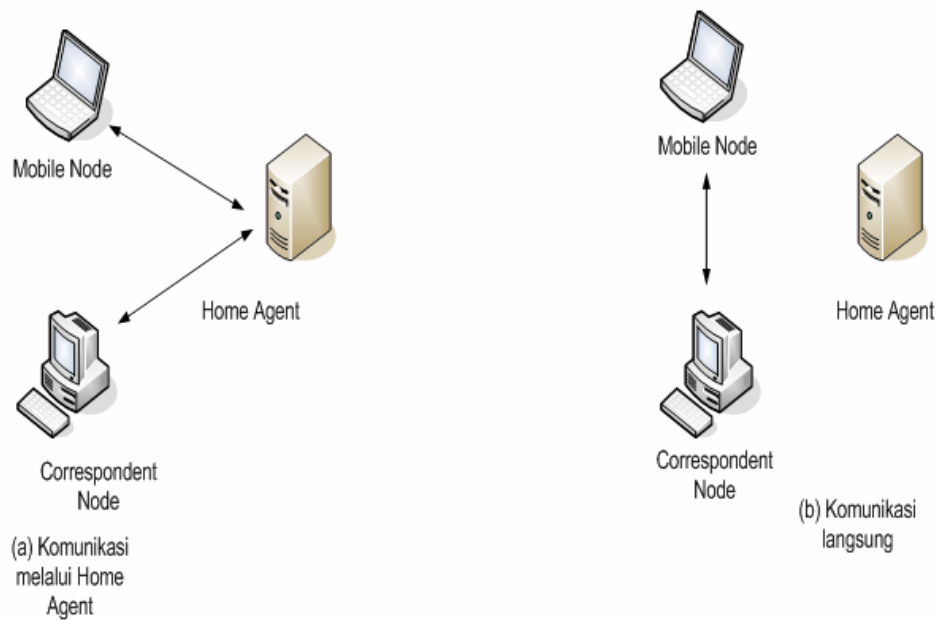 Mobile Node
Home Agent
Correspondent
Node
(a) Komunikasi
melalui Home
Agent
Mobile Node
Home Agent
Correspondent
Node
(b) Komunikasi
langsung